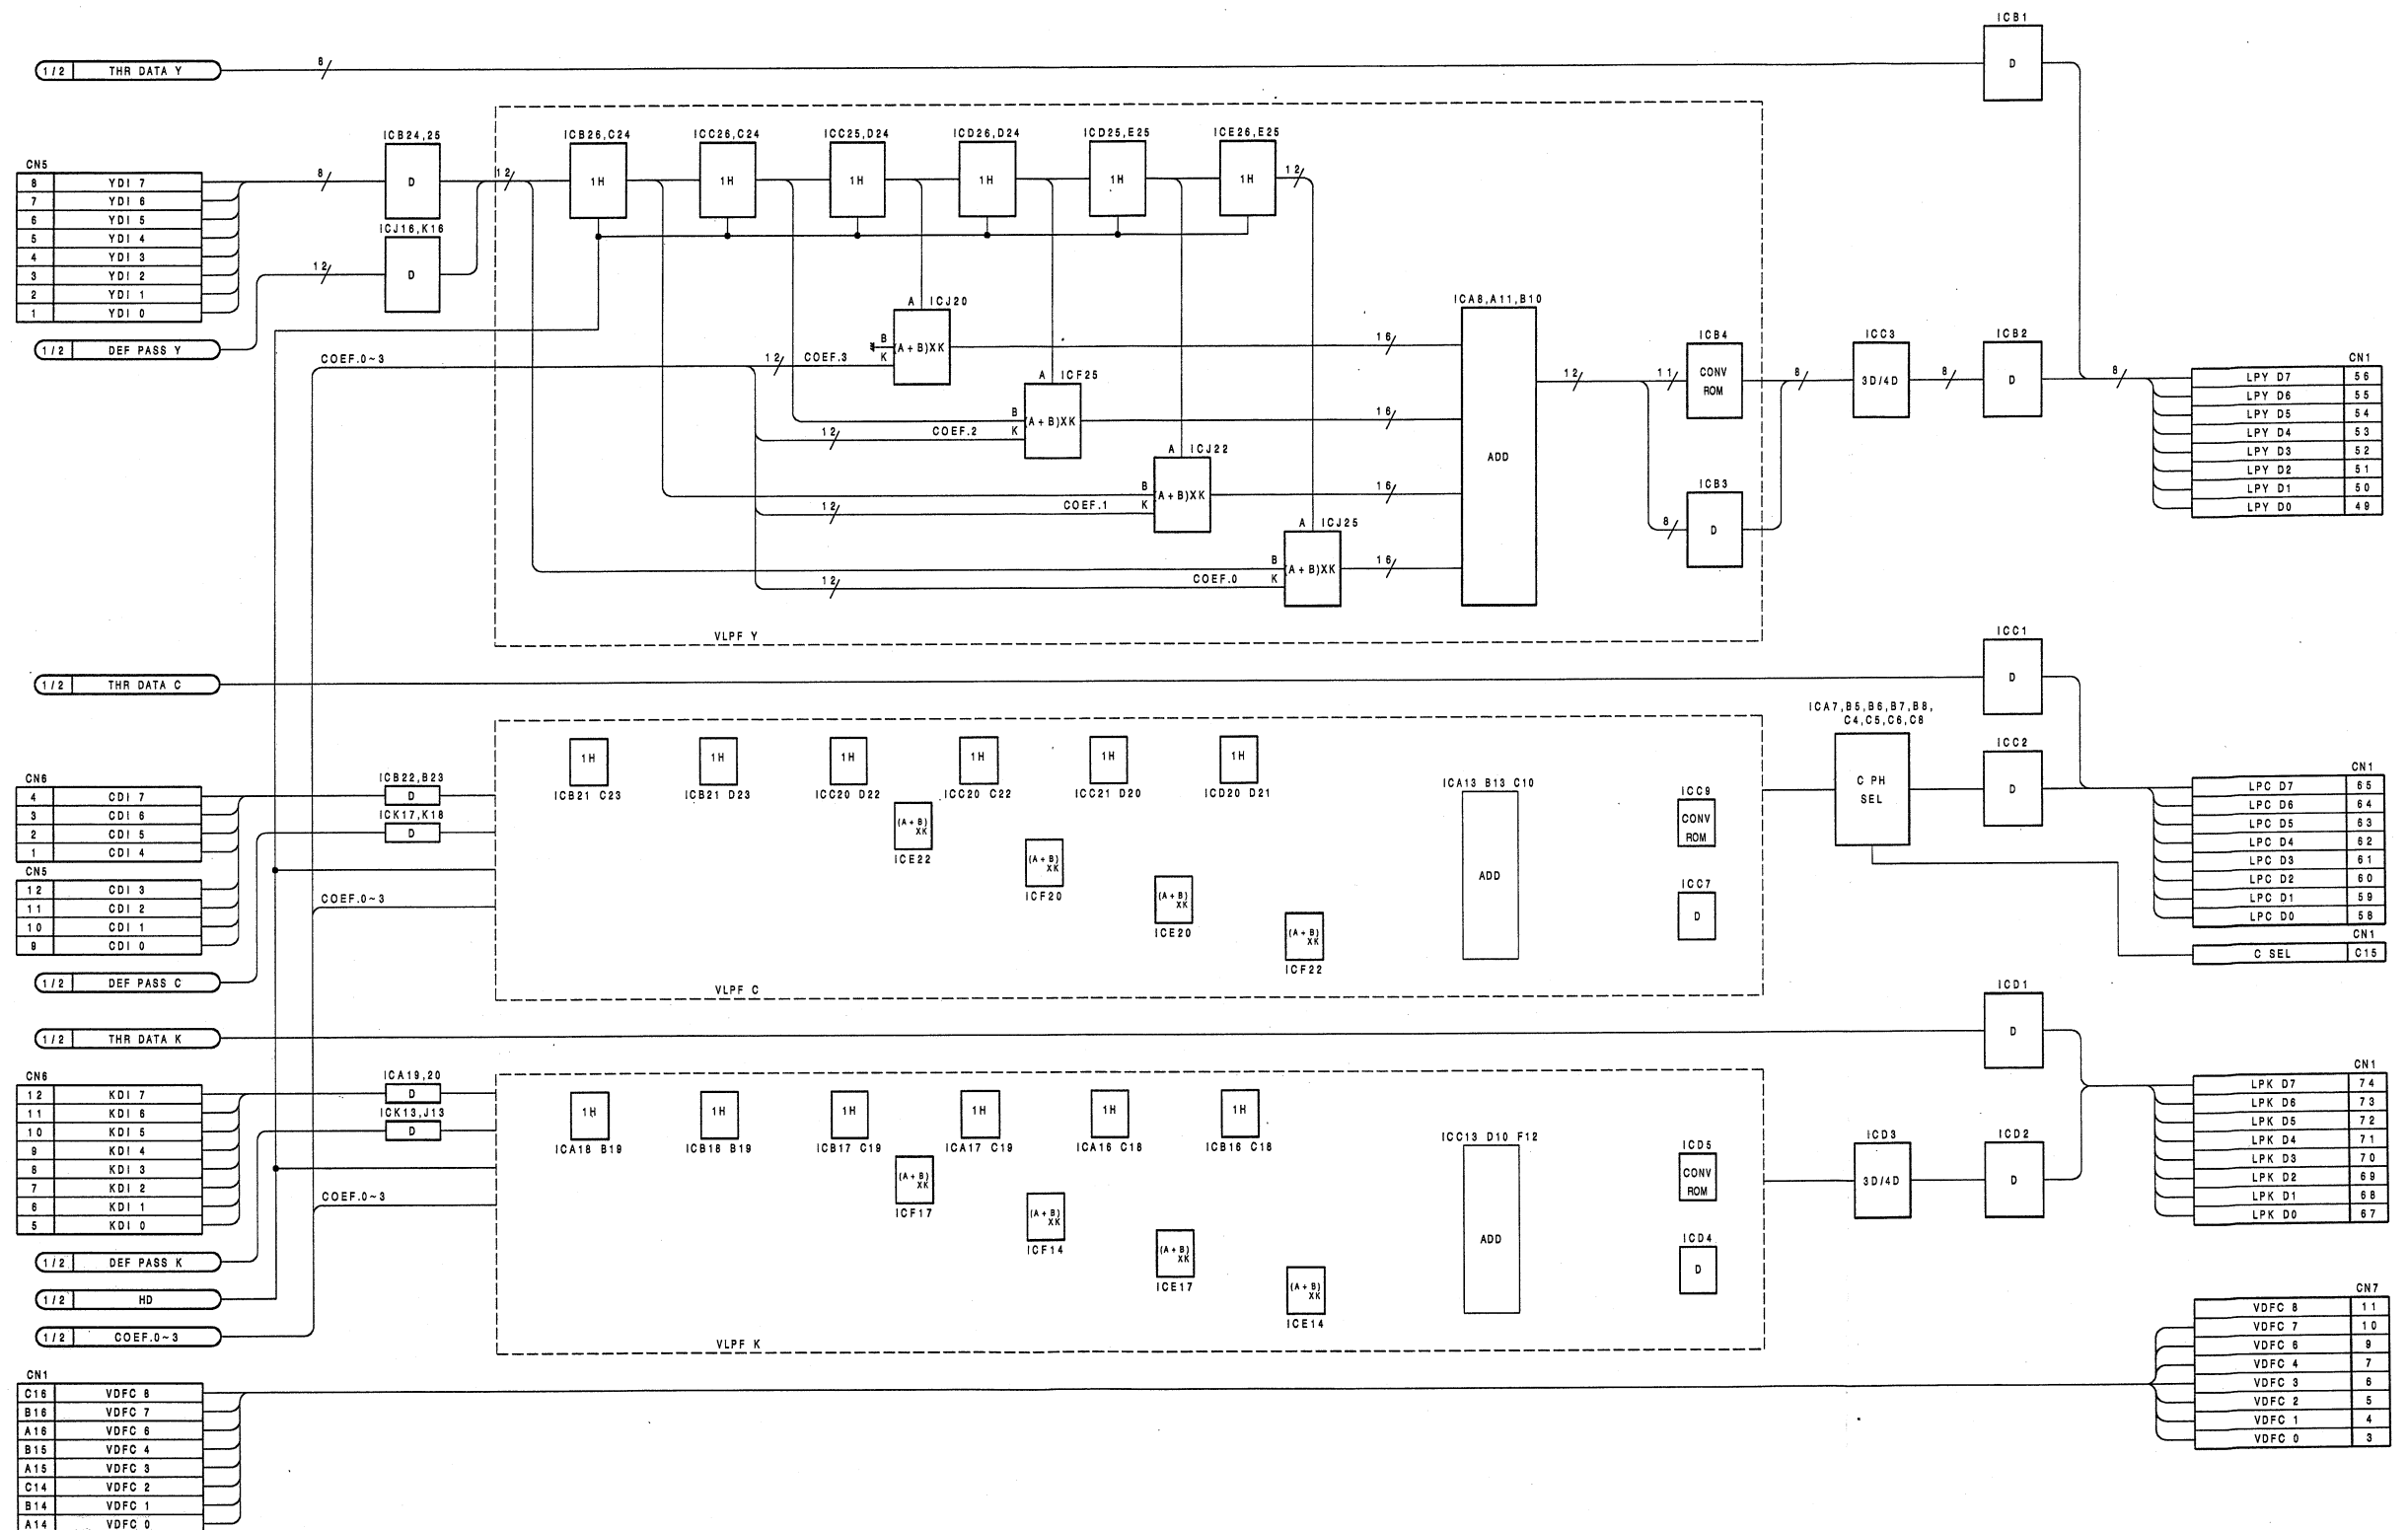 ICB1
D
1/2 THR DATA Y
8
ICB24,25
D
ICJ16,K16
D
12
12
CN5
8 YDI 7
7 YDI 6
6 YDI 5
5 YDI 4
4 YDI 3
3 YDI 2
2 YDI 1
1 YDI 0
8
1/2 DEF PASS Y
ICB26,C24
1H
ICC26,C24
1H
ICC25,D24
1H
ICD26,D24
1H
ICD25,E25
1H
ICE26,E25
1H
12
A ICJ20
B
(A+B)XK
K
COEF.0~3
12
COEF.3
16
A ICF25
B
(A+B)XK
K
12
COEF.2
16
A ICJ22
B
(A+B)XK
K
12
COEF.1
16
A ICJ25
B
(A+B)XK
K
12
COEF.0
16
ICA8,A11,B10
ADD
12
11
ICB4
CONV
ROM
8
ICB3
D
8
ICC3
3D/4D
8
ICB2
D
8
CN1
LPY D7 56
LPY D6 55
LPY D5 54
LPY D4 53
LPY D3 52
LPY D2 51
LPY D1 50
LPY D0 49
VLPF Y
ICC1
D
1/2 THR DATA C
ICA7,B5,B6,B7,B8,
C4,C5,C6,C8
C PH
SEL
ICC2
D
CN6
4 CDI 7
3 CDI 6
2 CDI 5
1 CDI 4
CN5
12 CDI 3
11 CDI 2
10 CDI 1
9 CDI 0
ICB22,B23
D
ICK17,K18
D
COEF.0~3
1/2 DEF PASS C
1H
ICB21 C23
1H
ICB21 D23
1H
ICC20 D22
1H
ICC20 C22
1H
ICC21 D20
1H
ICD20 D21
(A+B)
XK
ICE22
(A+B)
XK
ICF20
(A+B)
XK
ICE20
(A+B)
XK
ICF22
ICA13 B13 C10
ADD
ICC9
CONV
ROM
ICC7
D
VLPF C
CN1
LPC D7 65
LPC D6 64
LPC D5 63
LPC D4 62
LPC D3 61
LPC D2 60
LPC D1 59
LPC D0 58
CN1
C SEL C15
ICD1
D
1/2 THR DATA K
CN6
12 KDI 7
11 KDI 6
10 KDI 5
9 KDI 4
8 KDI 3
7 KDI 2
6 KDI 1
5 KDI 0
ICA19,20
D
ICK13,J13
D
COEF.0~3
1/2 DEF PASS K
1/2 HD
1/2 COEF.0~3
1H
ICA18 B19
1H
ICB18 B19
1H
ICB17 C19
1H
ICA17 C19
1H
ICA16 C18
1H
ICB16 C18
(A+B)
XK
ICF17
(A+B)
XK
ICF14
(A+B)
XK
ICE17
(A+B)
XK
ICE14
ICC13 D10 F12
ADD
ICD5
CONV
ROM
ICD4
D
VLPF K
ICD3
3D/4D
ICD2
D
CN1
LPK D7 74
LPK D6 73
LPK D5 72
LPK D4 71
LPK D3 70
LPK D2 69
LPK D1 68
LPK D0 67
CN1
C16 VDFC 8
B16 VDFC 7
A16 VDFC 6
B15 VDFC 4
A15 VDFC 3
C14 VDFC 2
B14 VDFC 1
A14 VDFC 0
CN7
VDFC 8 11
VDFC 7 10
VDFC 6 9
VDFC 4 7
VDFC 3 6
VDFC 2 5
VDFC 1 4
VDFC 0 3